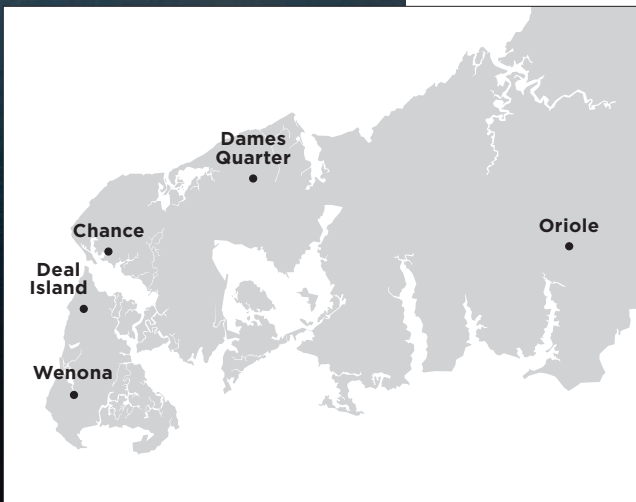 Dames
Quarter
Oriole
Chance
Deal
Island
Wenona